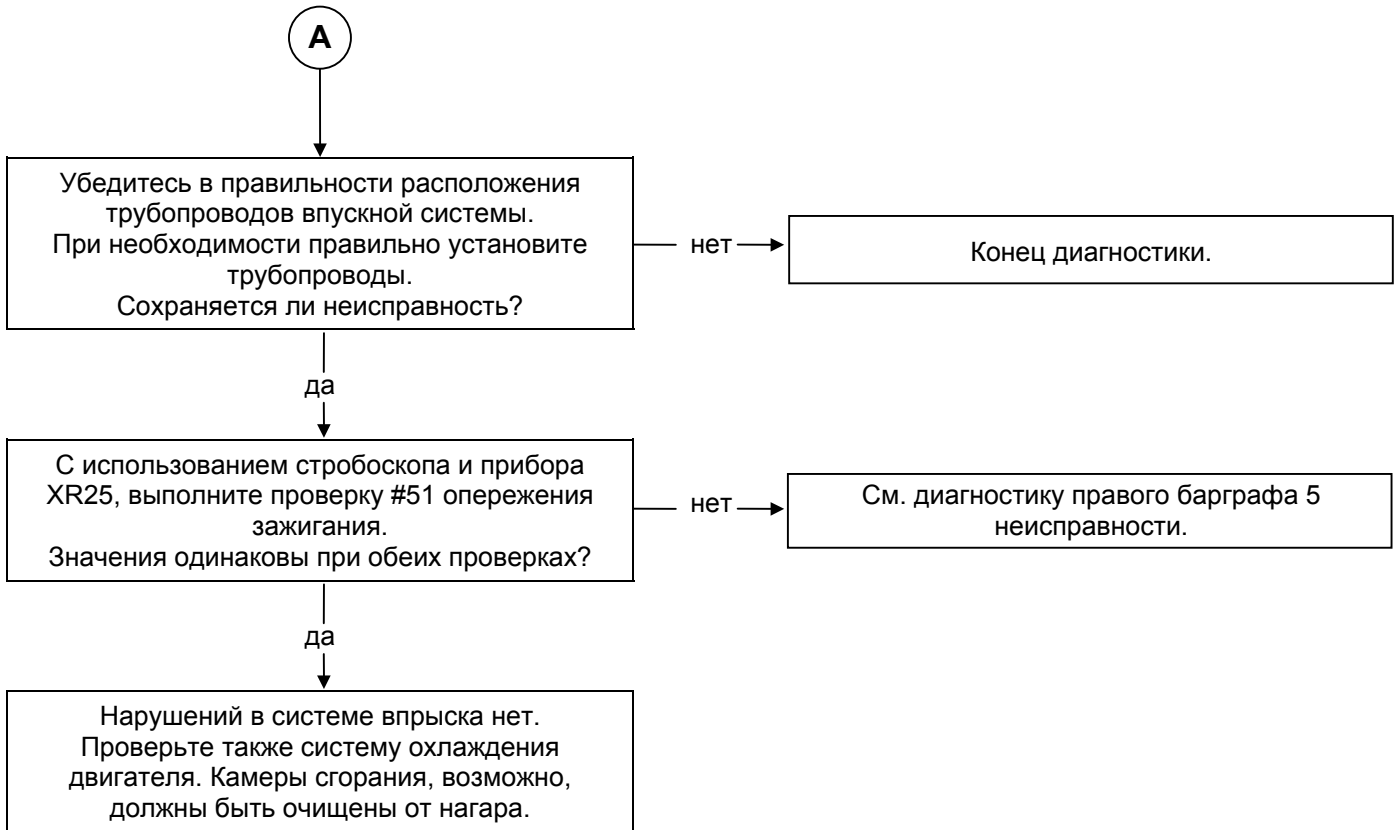 A
Убедитесь в правильности расположения
трубопроводов впускной системы.
При необходимости правильно установите
трубопроводы.
Сохраняется ли неисправность?
нет
Конец диагностики.
да
С использованием стробоскопа и прибора
XR25, выполните проверку #51 опережения
зажигания.
Значения одинаковы при обеих проверках?
нет
См. диагностику правого барграфа 5
неисправности.
да
Нарушений в системе впрыска нет.
Проверьте также систему охлаждения
двигателя. Камеры сгорания, возможно,
должны быть очищены от нагара.